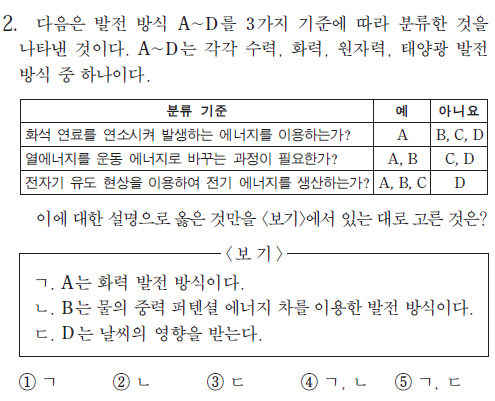 2. 다음은 발전 방식 A~D를 3가지 기준에 따라 분류한 것을
나타낸 것이다. A~D는 각각 수력, 화력, 원자력, 태양광 발전
방식 중 하나이다.
분류 기준 예 아니요
화석 연료를 연소시켜 발생하는 에너지를 이용하는가? A B, C, D
열에너지를 운동 에너지로 바꾸는 과정이 필요한가? A, B C, D
전자기 유도 현상을 이용하여 전기 에너지를 생산하는가? A, B, C D
이에 대한 설명으로 옳은 것만을 〈보기〉에서 있는 대로 고른 것은?
〈보 기〉
ㄱ. A는 화력 발전 방식이다.
ㄴ. B는 물의 중력 퍼텐셜 에너지 차를 이용한 발전 방식이다.
ㄷ. D는 날씨의 영향을 받는다.
① ㄱ ② ㄴ ③ ㄷ ④ ㄱ, ㄴ ⑤ ㄱ, ㄷ